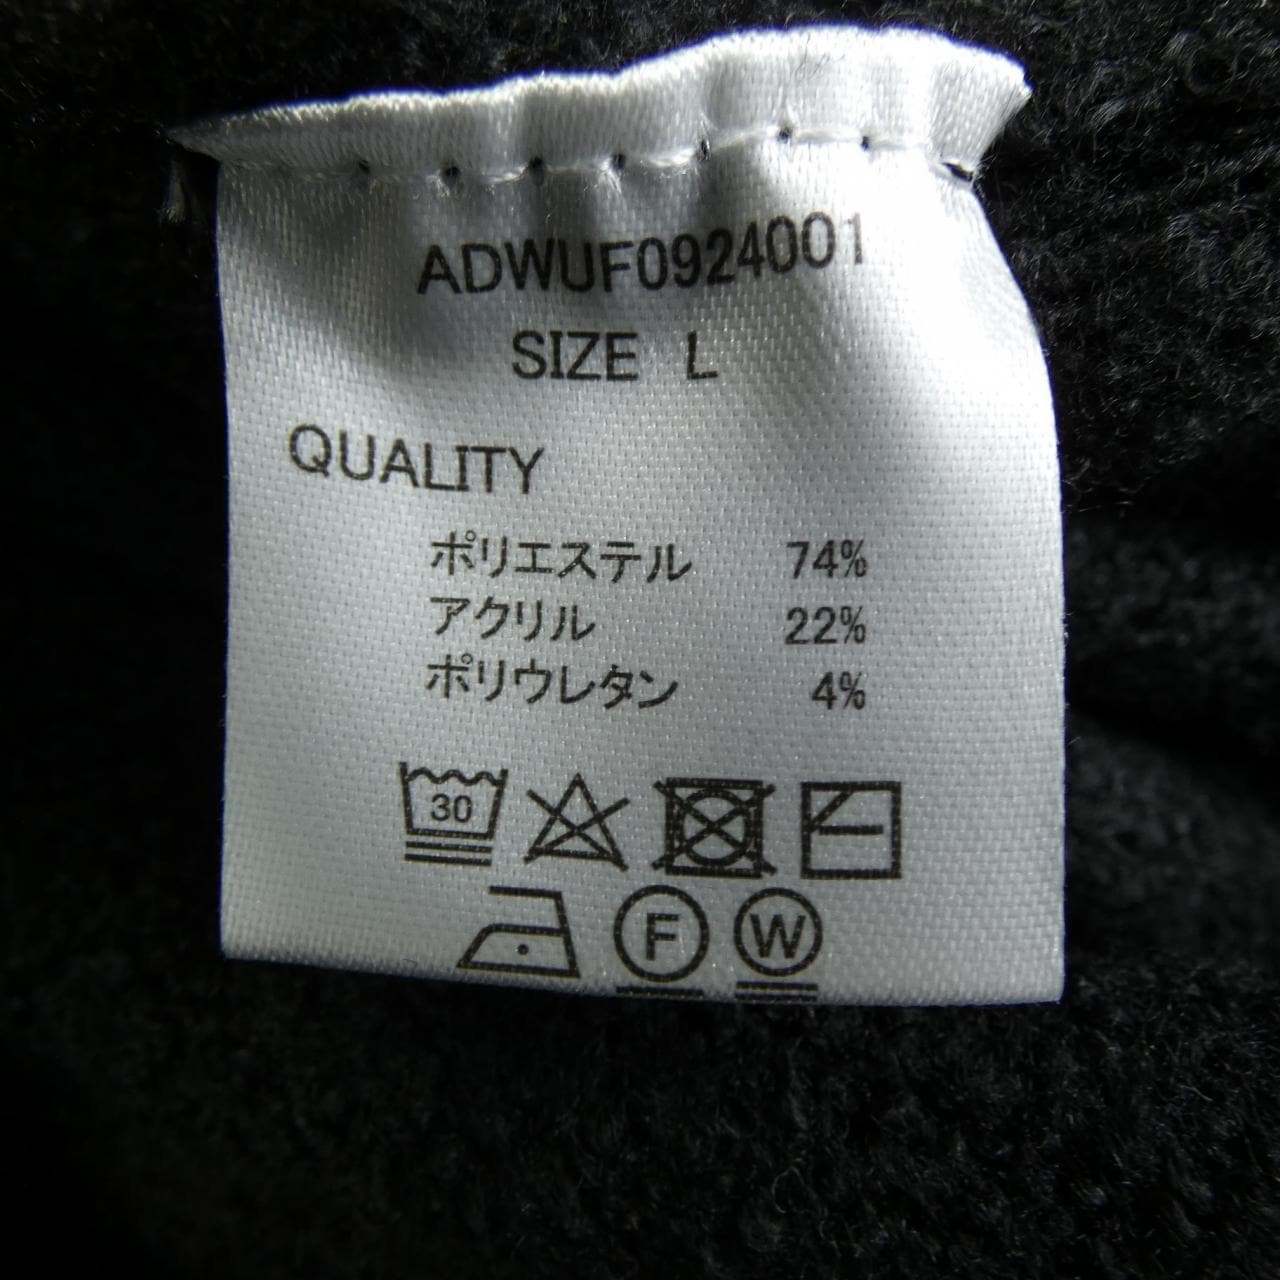 ADWUF0924001
SIZE L
QUALITY
ポリエステル 74%
アクリル 22%
ポリウレタン 4%
30
F W